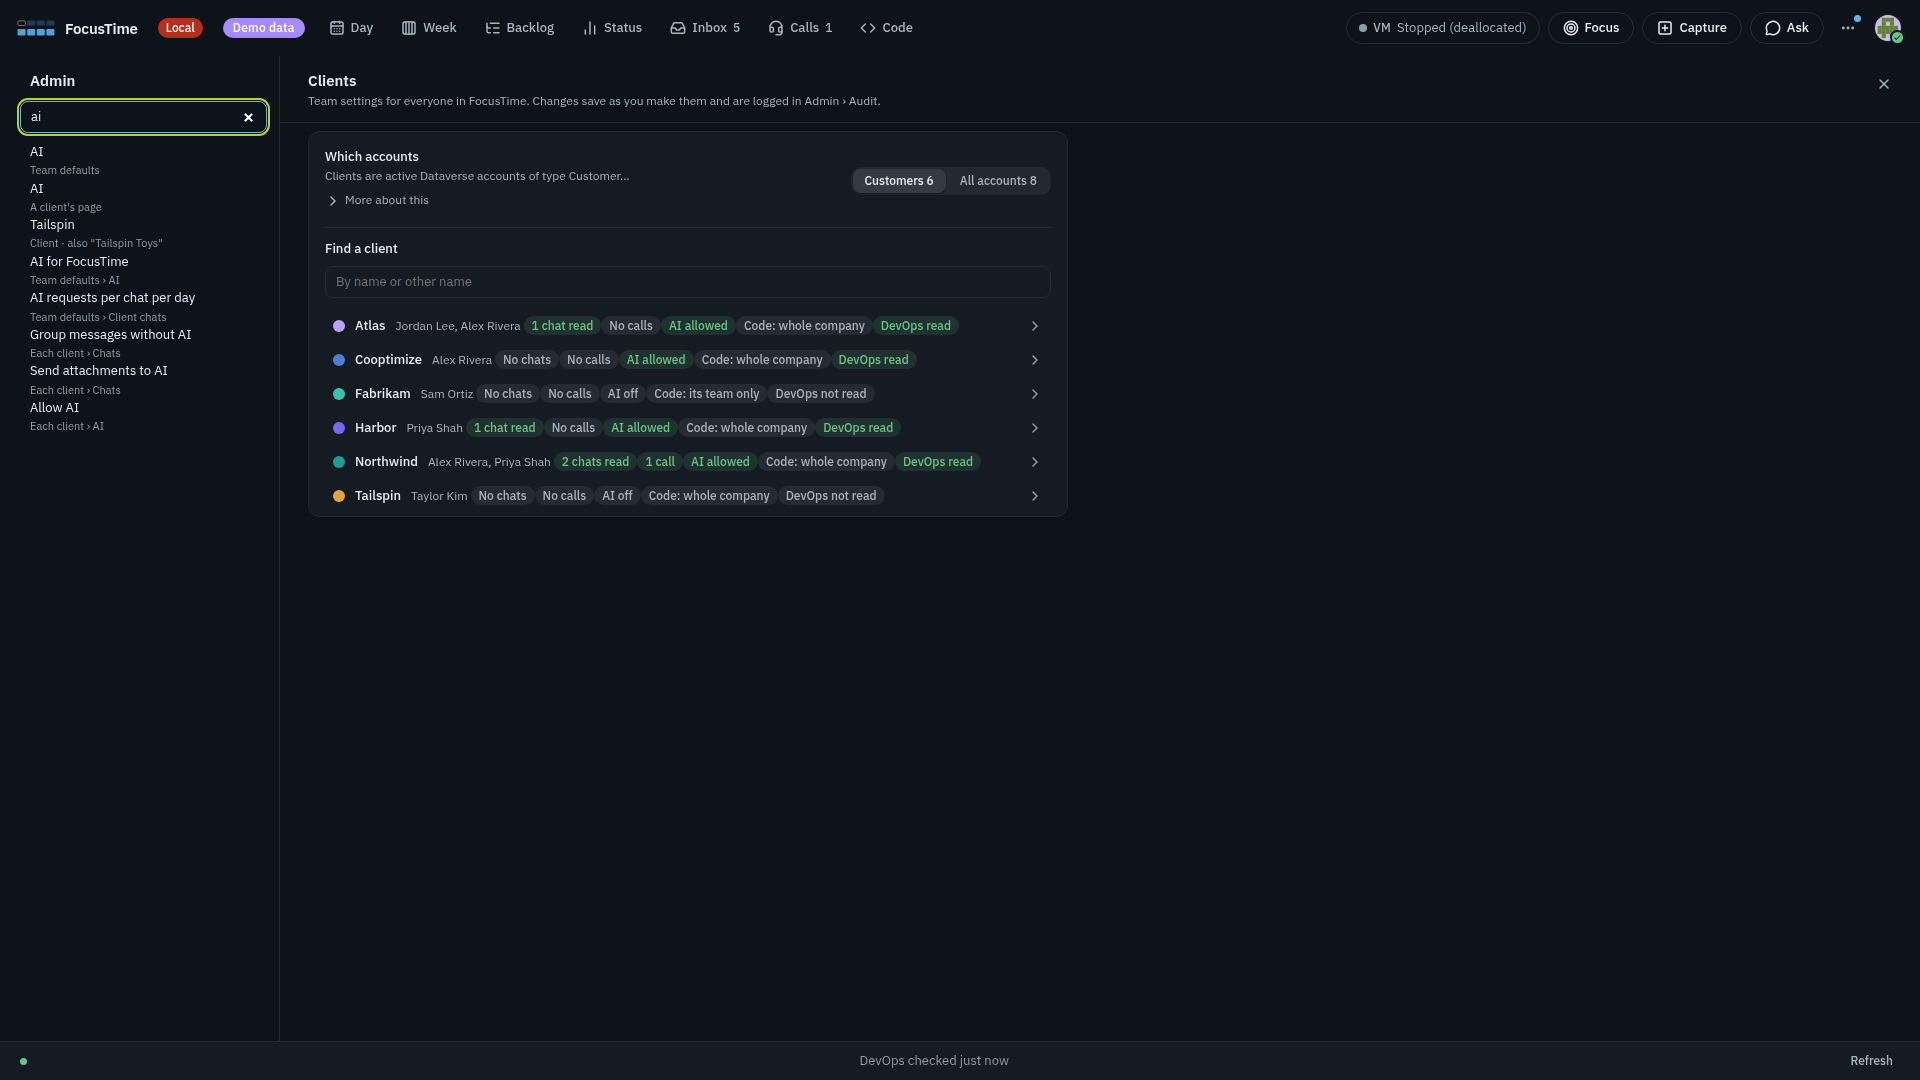 FocusTime Local Demo data Day Week Backlog Status Inbox 5 Calls 1 Code VM Stopped (deallocated) Focus Capture Ask
Admin
ai
AI
Team defaults
AI
A client's page
Tailspin
Client · also "Tailspin Toys"
AI for FocusTime
Team defaults › AI
AI requests per chat per day
Team defaults › Client chats
Group messages without AI
Each client › Chats
Send attachments to AI
Each client › Chats
Allow AI
Each client › AI
Clients
Team settings for everyone in FocusTime. Changes save as you make them and are logged in Admin › Audit.
Which accounts
Clients are active Dataverse accounts of type Customer...
Customers 6 All accounts 8
More about this
Find a client
By name or other name
Atlas Jordan Lee, Alex Rivera 1 chat read No calls AI allowed Code: whole company DevOps read
Cooptimize Alex Rivera No chats No calls AI allowed Code: whole company DevOps read
Fabrikam Sam Ortiz No chats No calls AI off Code: its team only DevOps not read
Harbor Priya Shah 1 chat read No calls AI allowed Code: whole company DevOps read
Northwind Alex Rivera, Priya Shah 2 chats read 1 call AI allowed Code: whole company DevOps read
Tailspin Taylor Kim No chats No calls AI off Code: whole company DevOps not read
DevOps checked just now
Refresh